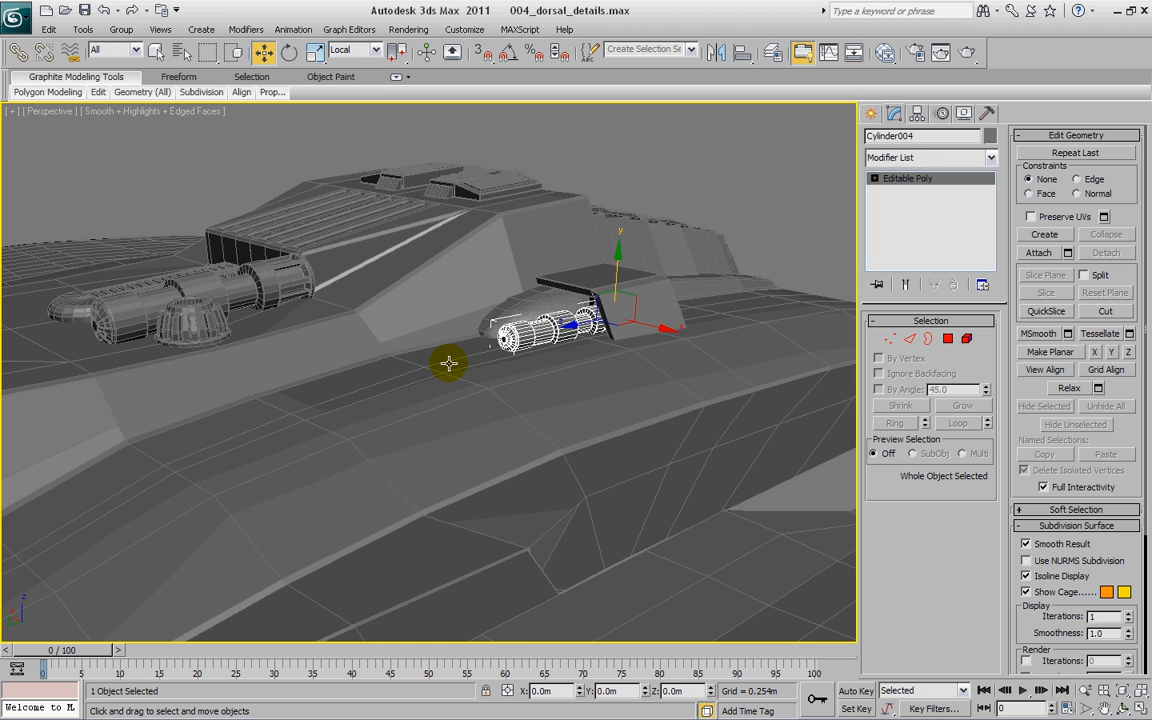 Autodesk 3ds Max 2011    004_dorsal_details.max
Type a keyword or phrase
Edit Tools Group Views Create Modifiers Animation Graph Editors Rendering Customize MAXScript Help
All Local Create Selection Se
Graphite Modeling Tools Freeform Selection Object Paint
Polygon Modeling Edit Geometry (All) Subdivision Align Prop...
[ + ] [ Perspective ] [ Smooth + Highlights + Edged Faces ]
y
x
z
Cylinder004
Modifier List
Editable Poly
- Selection
By Vertex
Ignore Backfacing
By Angle: 45.0
Shrink Grow
Ring Loop
Preview Selection
Off SubObj Multi
Whole Object Selected
- Edit Geometry
Repeat Last
Constraints
None Edge
Face Normal
Preserve UVs
Create Collapse
Attach Detach
Slice Plane Split
Slice Reset Plane
QuickSlice Cut
MSmooth Tessellate
Make Planar X Y Z
View Align Grid Align
Relax
Hide Selected Unhide All
Hide Unselected
Named Selections:
Copy Paste
Delete Isolated Vertices
Full Interactivity
+ Soft Selection
- Subdivision Surface
Smooth Result
Use NURMS Subdivision
Isoline Display
Show Cage......
Display
Iterations: 1
Smoothness: 1.0
Render
Iterations: 0
< 0 / 100 >
0 5 10 15 20 25 30 35 40 45 50 55 60 65 70 75 80 85 90 95 100
1 Object Selected X: 0.0m Y: 0.0m Z: 0.0m Grid = 0.254m Auto Key Selected
Welcome to M Click and drag to select and move objects Add Time Tag Set Key Key Filters... 0